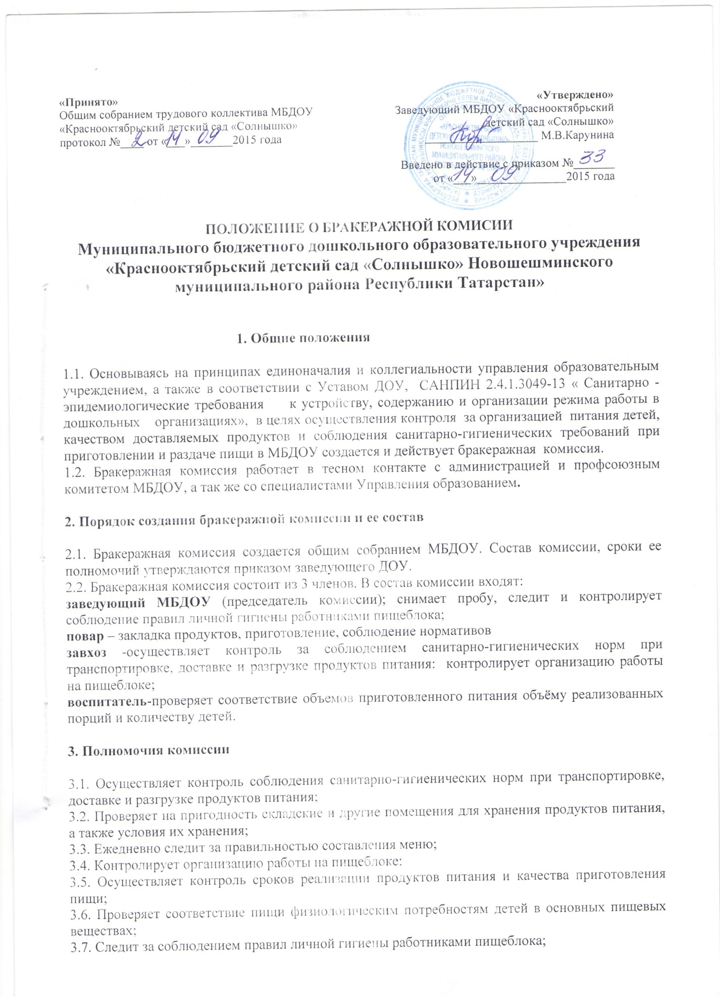 «Принято»
Общим собранием трудового коллектива МБДОУ
«Краснооктябрьский детский сад «Солнышко»
протокол №____2_от «14_»_09____2015 года
«Утверждено»
Заведующий МБДОУ «Краснооктябрьский
детский сад «Солнышко»
__________________ М.В.Карунина
Введено в действие с приказом №_33____
от «14»__09__________2015 года
«КРАСНООКТЯБРЬСКИЙ
ДЕТСКИЙ САД «СОЛНЫШКО»
НОВОШЕШМИНСКОГО
МУНИЦИПАЛЬНОГО РАЙОНА
ПОЛОЖЕНИЕ О БРАКЕРАЖНОЙ КОМИСИИ
Муниципального бюджетного дошкольного образовательного учреждения
«Краснооктябрьский детский сад «Солнышко» Новошешминского
муниципального района Республики Татарстан»
1. Общие положения
1.1. Основываясь на принципах единоначалия и коллегиальности управления образовательным
учреждением, а также в соответствии с Уставом ДОУ, САНПИН 2.4.1.3049-13 « Санитарно -
эпидемиологические требования к устройству, содержанию и организации режима работы в
дошкольных организациях», в целях осуществления контроля за организацией питания детей,
качеством доставляемых продуктов и соблюдения санитарно-гигиенических требований при
приготовлении и раздаче пищи в МБДОУ создается и действует бракеражная комиссия.
1.2. Бракеражная комиссия работает в тесном контакте с администрацией и профсоюзным
комитетом МБДОУ, а так же со специалистами Управления образованием.
2. Порядок создания бракеражной комиссии и ее состав
2.1. Бракеражная комиссия создается общим собранием МБДОУ. Состав комиссии, сроки ее
полномочий утверждаются приказом заведующего ДОУ.
2.2. Бракеражная комиссия состоит из 3 членов. В состав комиссии входят:
заведующий МБДОУ (председатель комиссии); снимает пробу, следит и контролирует
соблюдение правил личной гигиены работниками пищеблока;
повар – закладка продуктов, приготовление, соблюдение нормативов
завхоз -осуществляет контроль за соблюдением санитарно-гигиенических норм при
транспортировке, доставке и разгрузке продуктов питания: контролирует организацию работы
на пищеблоке;
воспитатель-проверяет соответствие объемов приготовленного питания объёму реализованных
порций и количеству детей.
3. Полномочия комиссии
3.1. Осуществляет контроль соблюдения санитарно-гигиенических норм при транспортировке,
доставке и разгрузке продуктов питания;
3.2. Проверяет на пригодность складские и другие помещения для хранения продуктов питания,
а также условия их хранения;
3.3. Ежедневно следит за правильностью составления меню;
3.4. Контролирует организацию работы на пищеблоке;
3.5. Осуществляет контроль сроков реализации продуктов питания и качества приготовления
пищи;
3.6. Проверяет соответствие пищи физиологическим потребностям детей в основных пищевых
веществах;
3.7. Следит за соблюдением правил личной гигиены работниками пищеблока;